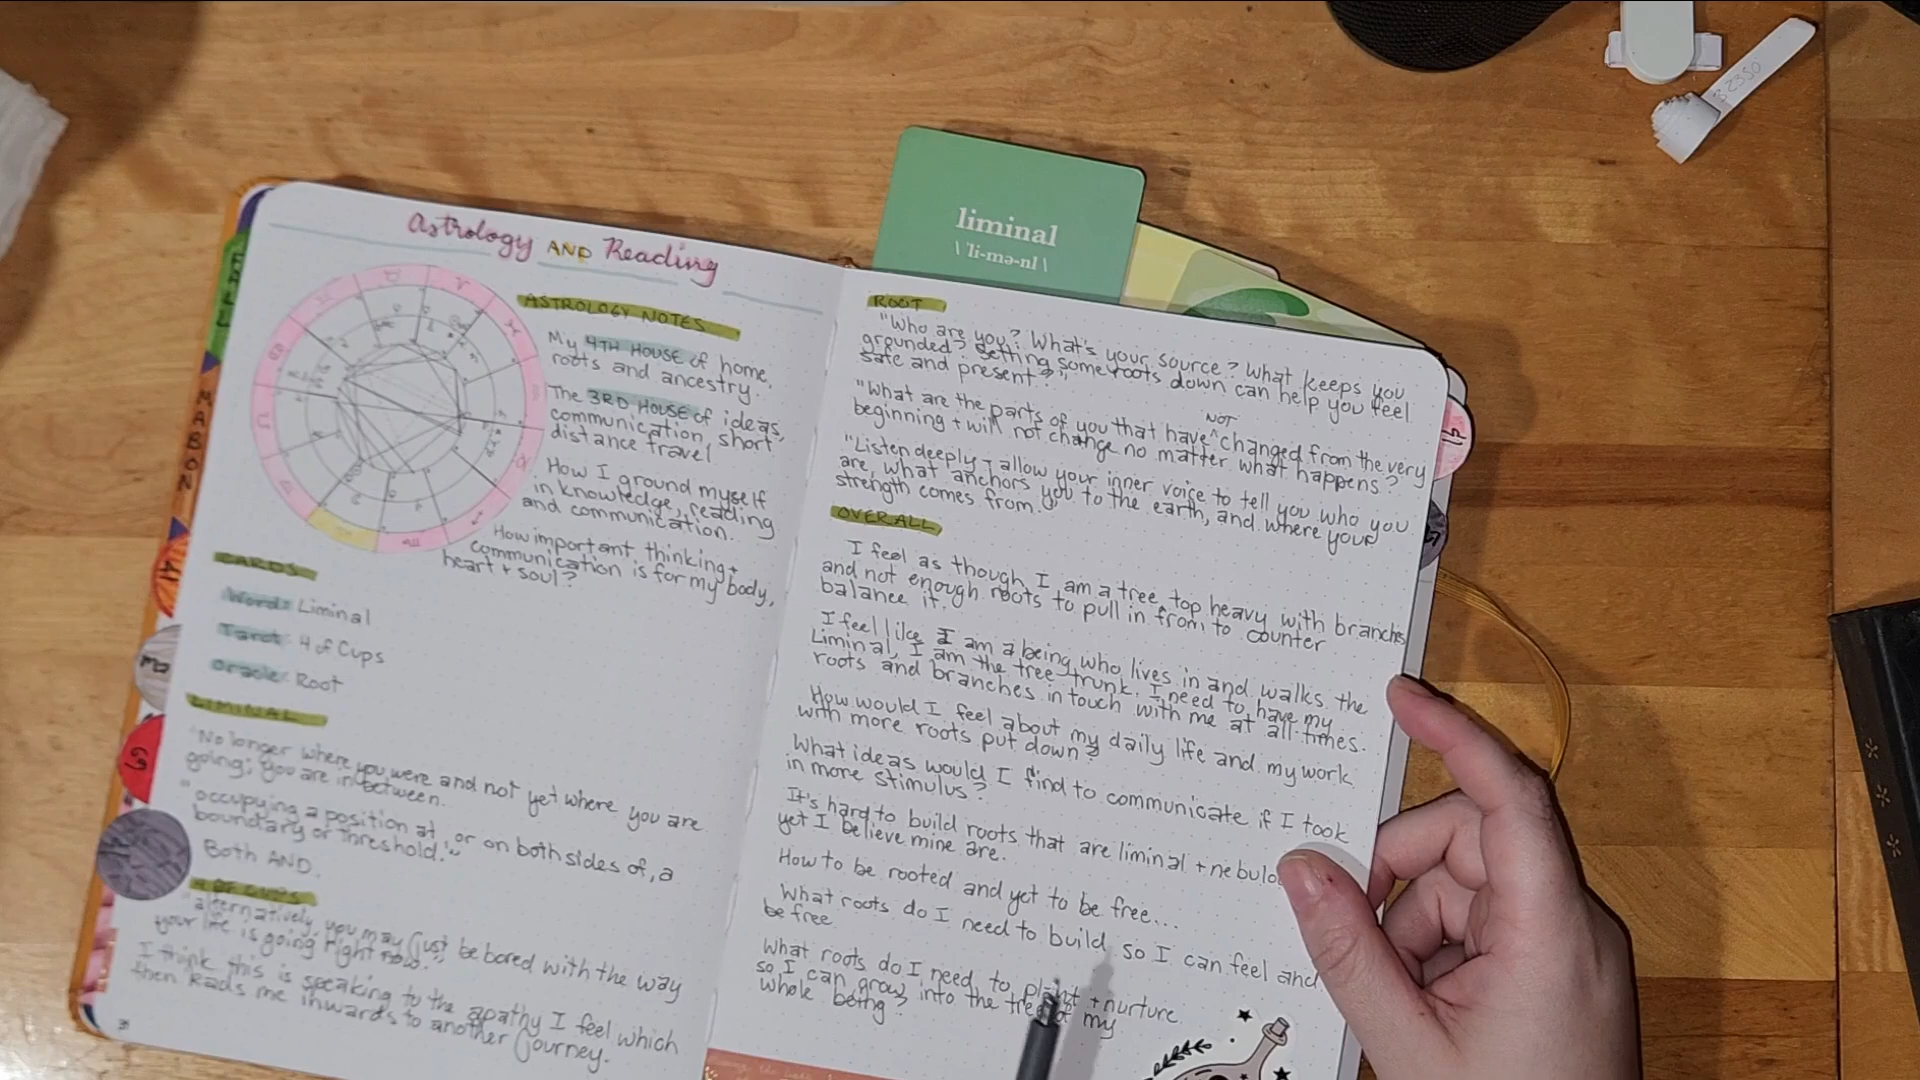 liminal
\ 'li-mə-nl \
B2350
FALL
MABON
Astrology AND Reading
ASTROLOGY NOTES
My 4TH HOUSE of home,
roots and ancestry.
The 3RD HOUSE of ideas,
communication, short
distance travel
How I ground myself
in knowledge, reading
and communication.
How important thinking +
communication is for my body,
heart + soul?
CARDS
Word: Liminal
Tarot: 4 of Cups
Oracle: Root
LIMINAL
"No longer where you were and not yet where you are
going; you are in between.
"occupying a position at, or on both sides of, a
boundary or threshold."
Both AND.
4 OF CUPS
"alternatively, you may just be bored with the way
your life is going right now."
I think this is speaking to the apathy I feel which
then leads me inwards to another journey.
31
ROOT
"Who are you? What's your source? What keeps you
grounded? Setting some roots down can help you feel
safe and present?"
"What are the parts of you that have NOT changed from the very
beginning + will not change no matter what happens?
"Listen deeply - allow your inner voice to tell you who you
are, what anchors you to the earth, and where your
strength comes from."
OVERALL
I feel as though I am a tree top heavy with branches
and not enough roots to pull in from, to counter
balance it.
I feel like I am a being who lives in and walks the
Liminal, I am the tree trunk. I need to have my
roots and branches in touch with me at all times.
How would I feel about my daily life and my work
with more roots put down?
What ideas would I find to communicate if I took
in more stimulus?
It's hard to build roots that are liminal + nebulo
yet I believe mine are.
How to be rooted and yet to be free...
What roots do I need to build so I can feel and
be free
What roots do I need to plant + nurture
so I can grow into the tree of my
whole being?